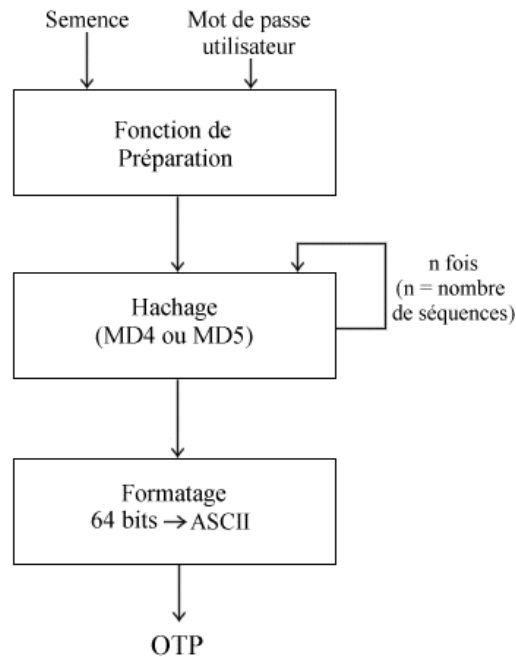 Semence
Mot de passe
utilisateur
Fonction de
Préparation
Hachage
(MD4 ou MD5)
n fois
(n = nombre
de séquences)
Formatage
64 bits → ASCII
OTP